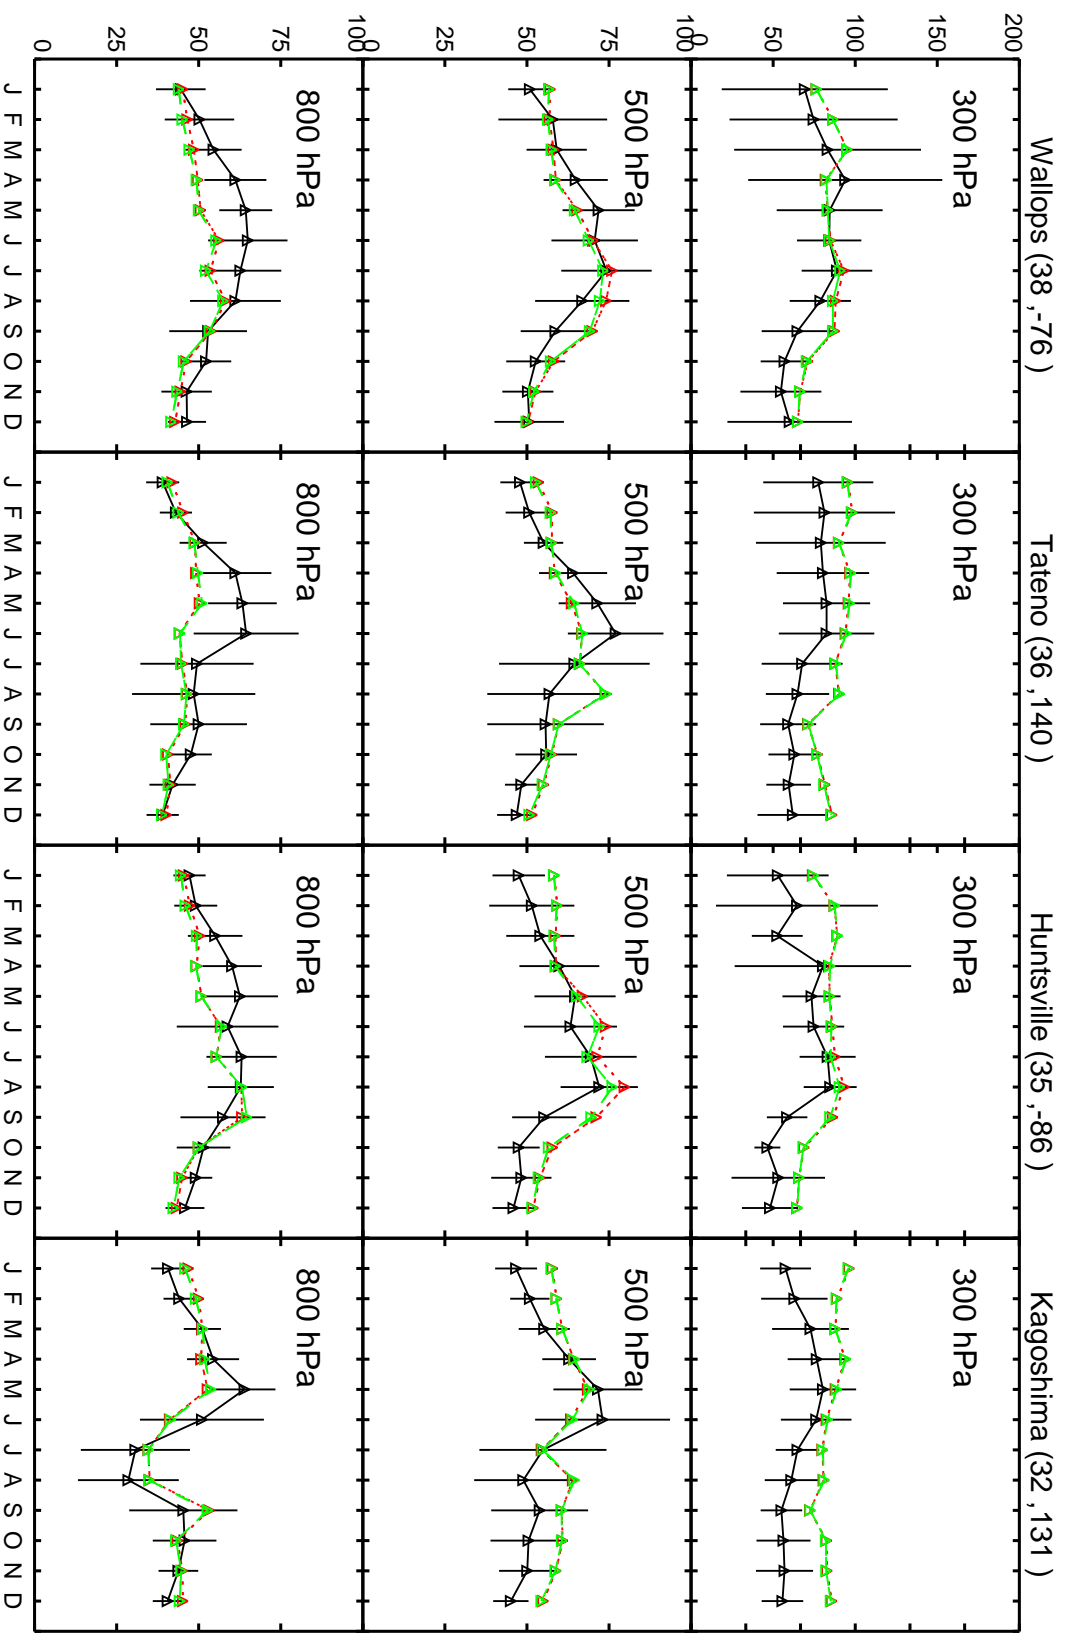 Wallops (38 ,-76 )
Tateno (36 ,140 )
Huntsville (35 ,-86 )
Kagoshima (32 ,131 )
200
150
100
50
0
300 hPa
300 hPa
300 hPa
300 hPa
100
75
50
0
500 hPa
500 hPa
500 hPa
500 hPa
100
75
50
25
0
800 hPa
800 hPa
800 hPa
800 hPa
J F M A M J J A S O N D
J F M A M J J A S O N D
J F M A M J J A S O N D
J F M A M J J A S O N D